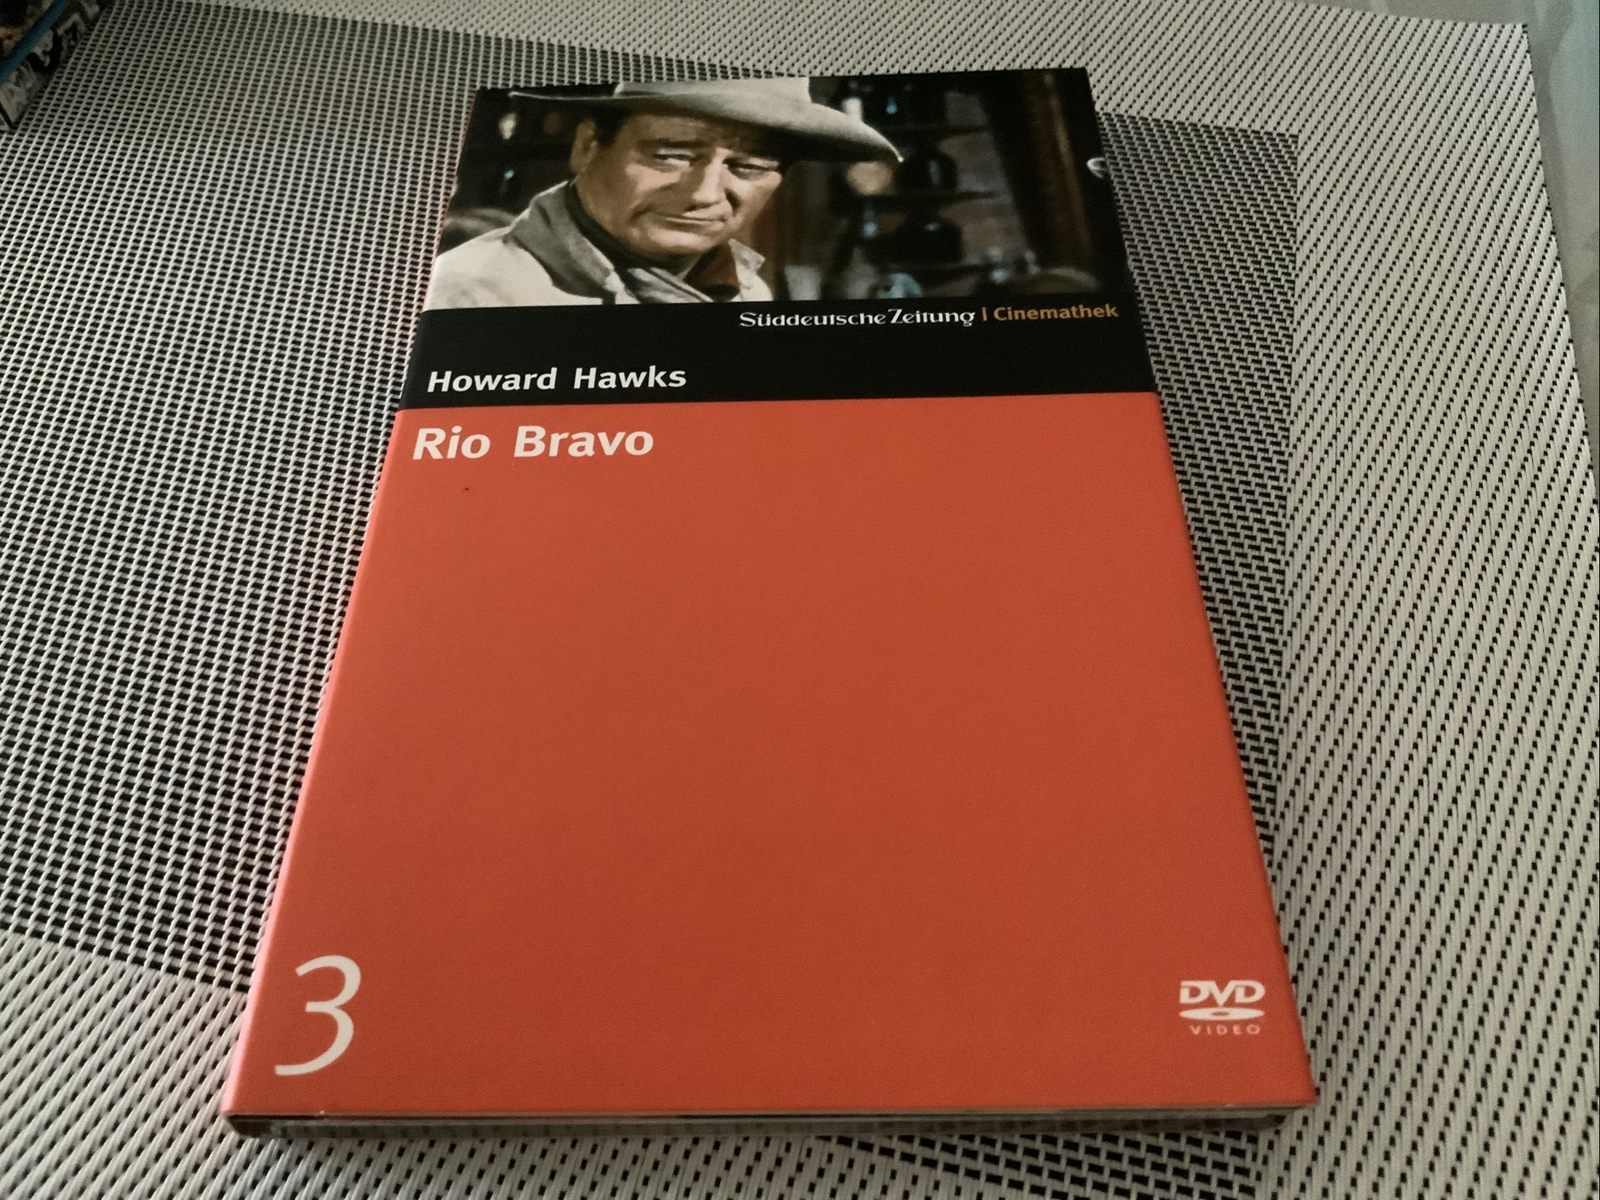 Süddeutsche Zeitung | Cinemathek
Howard Hawks
Rio Bravo
3
DVD
VIDEO